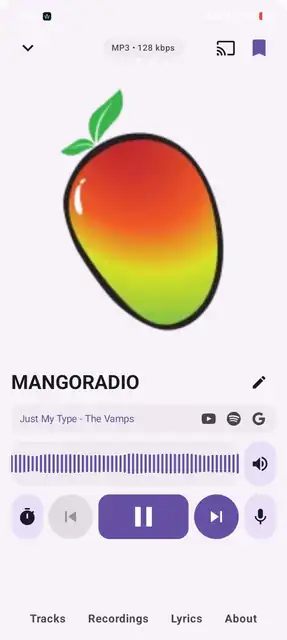 MP3 • 128 kbps
MANGORADIO
Just My Type - The Vamps
Tracks Recordings Lyrics About